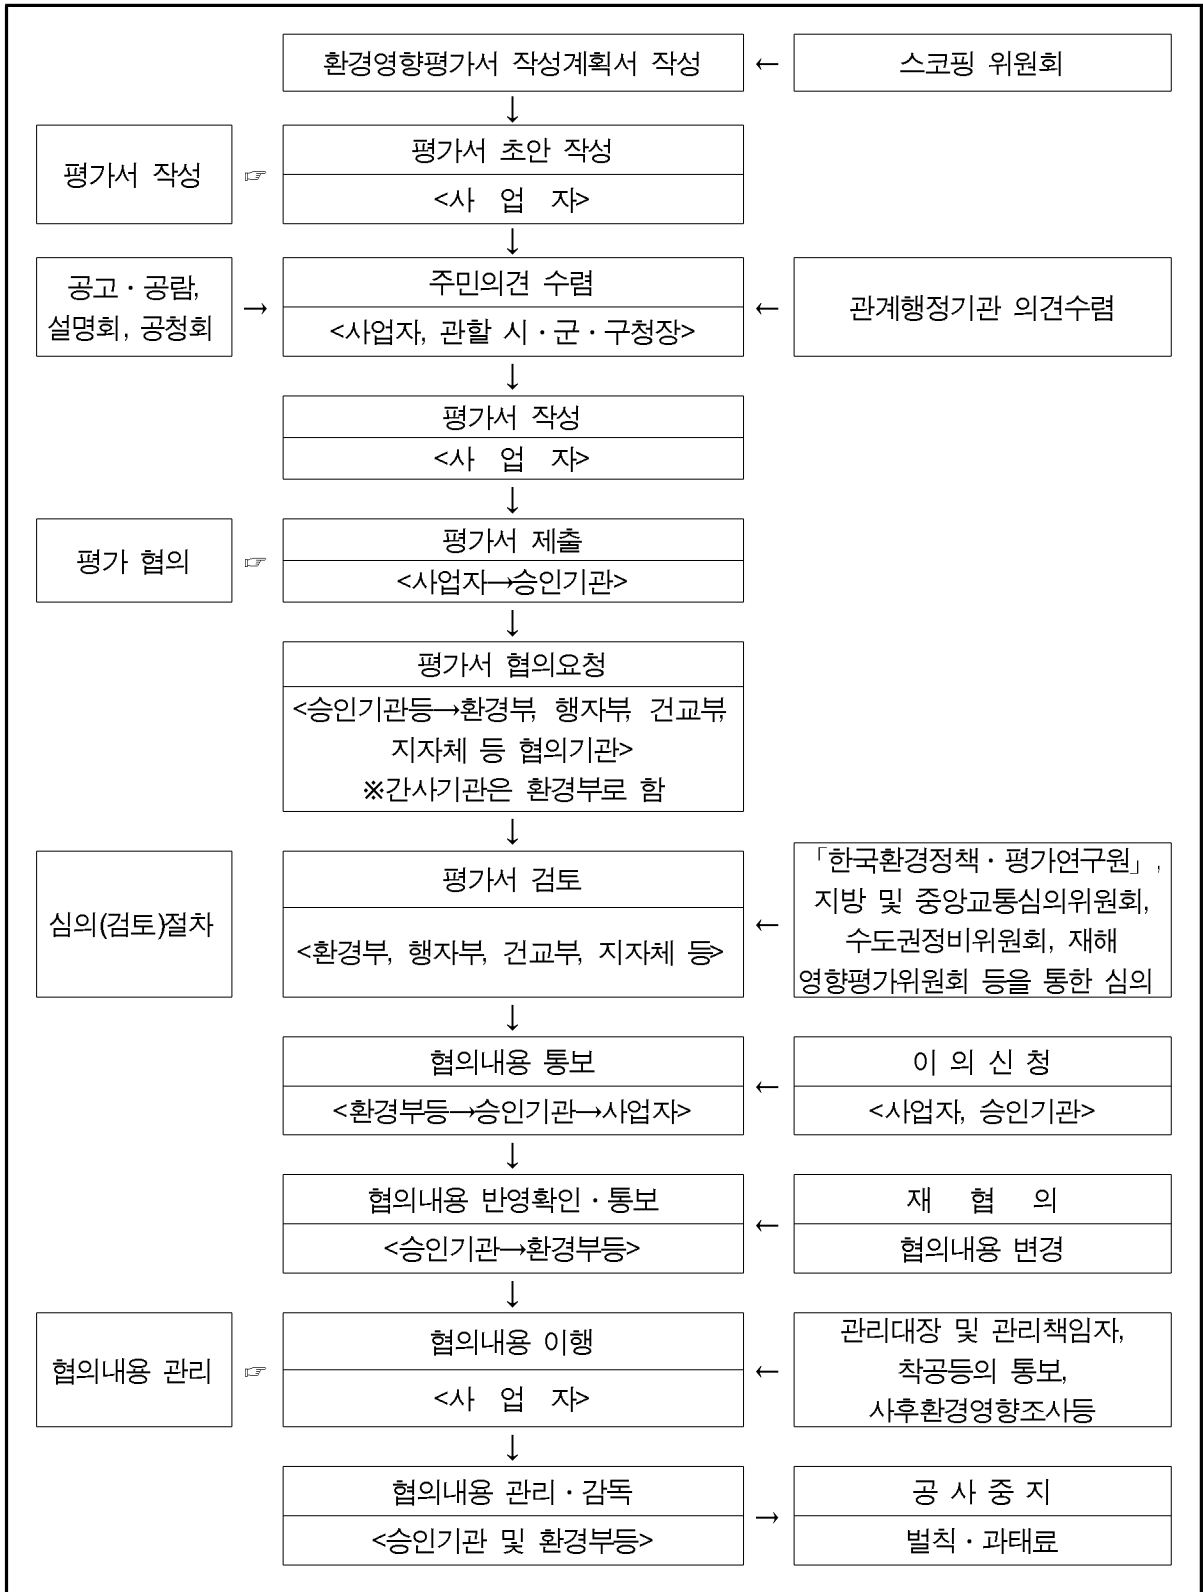 환경영향평가서 작성계획서 작성 ← 스코핑 위원회
↓
평가서 작성 ☞ 평가서 초안 작성
<사 업 자>
↓
공고·공람,
설명회, 공청회
→
주민의견 수렴
<사업자, 관할 시·군·구청장>
←
관계행정기관 의견수렴
↓
평가서 작성
<사 업 자>
↓
평가 협의 ☞ 평가서 제출
<사업자→승인기관>
↓
평가서 협의요청
<승인기관등→환경부, 행자부, 건교부,
지자체 등 협의기관>
※간사기관은 환경부로 함
↓
심의(검토)절차
평가서 검토
<환경부, 행자부, 건교부, 지자체 등>
←
「한국환경정책·평가연구원」,
지방 및 중앙교통심의위원회,
수도권정비위원회, 재해
영향평가위원회 등을 통한 심의
↓
협의내용 통보
<환경부등→승인기관→사업자>
←
이 의 신 청
<사업자, 승인기관>
↓
협의내용 반영확인·통보
<승인기관→환경부등>
←
재 협 의
협의내용 변경
↓
협의내용 관리 ☞ 협의내용 이행
<사 업 자>
←
관리대장 및 관리책임자,
착공등의 통보,
사후환경영향조사등
↓
협의내용 관리·감독
<승인기관 및 환경부등>
→
공 사 중 지
벌칙·과태료